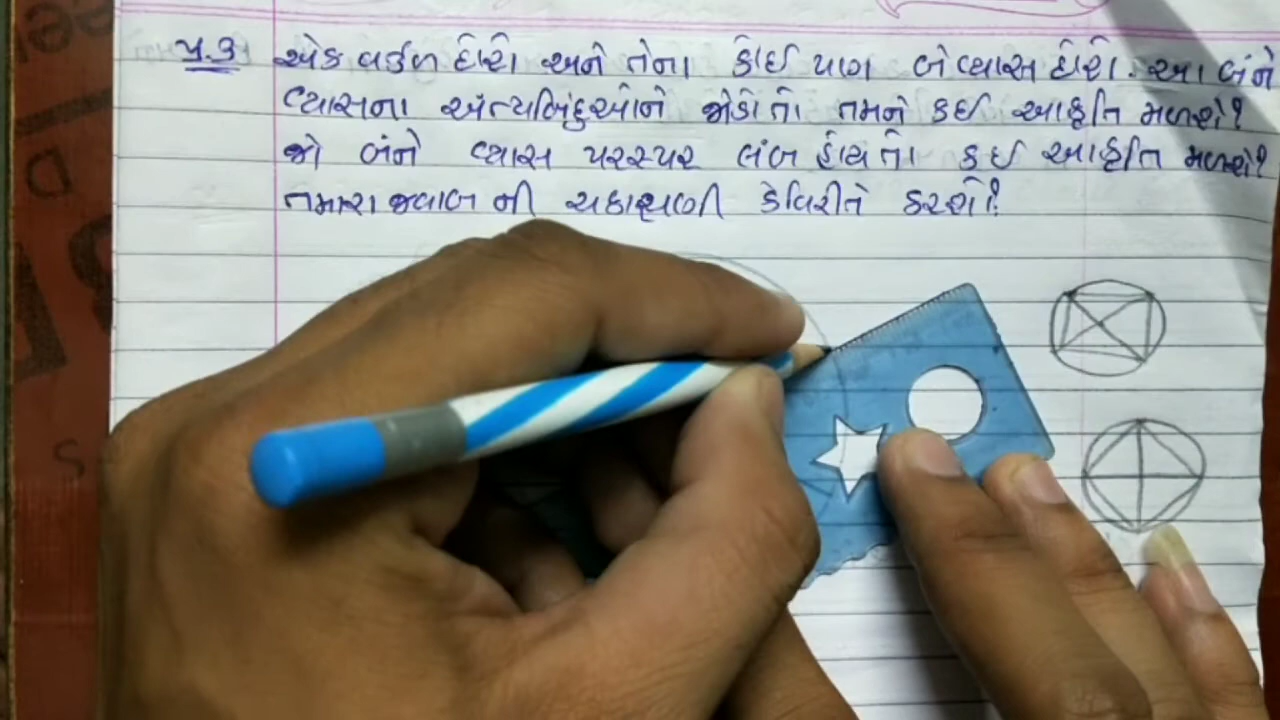 પ્ર.૩ એક વર્તુળ દોરો અને તેના કોઈ પણ બે વ્યાસ દોરો. આ બંને
વ્યાસના અંત્યબિંદુઓને જોડો તો તમને કઈ આકૃતિ મળશે?
જો બંને વ્યાસ પરસ્પર લંબ હોય તો કઈ આકૃતિ મળશે?
તમારા જવાબ ની ચકાસણી કેવિરીતે કરશો?